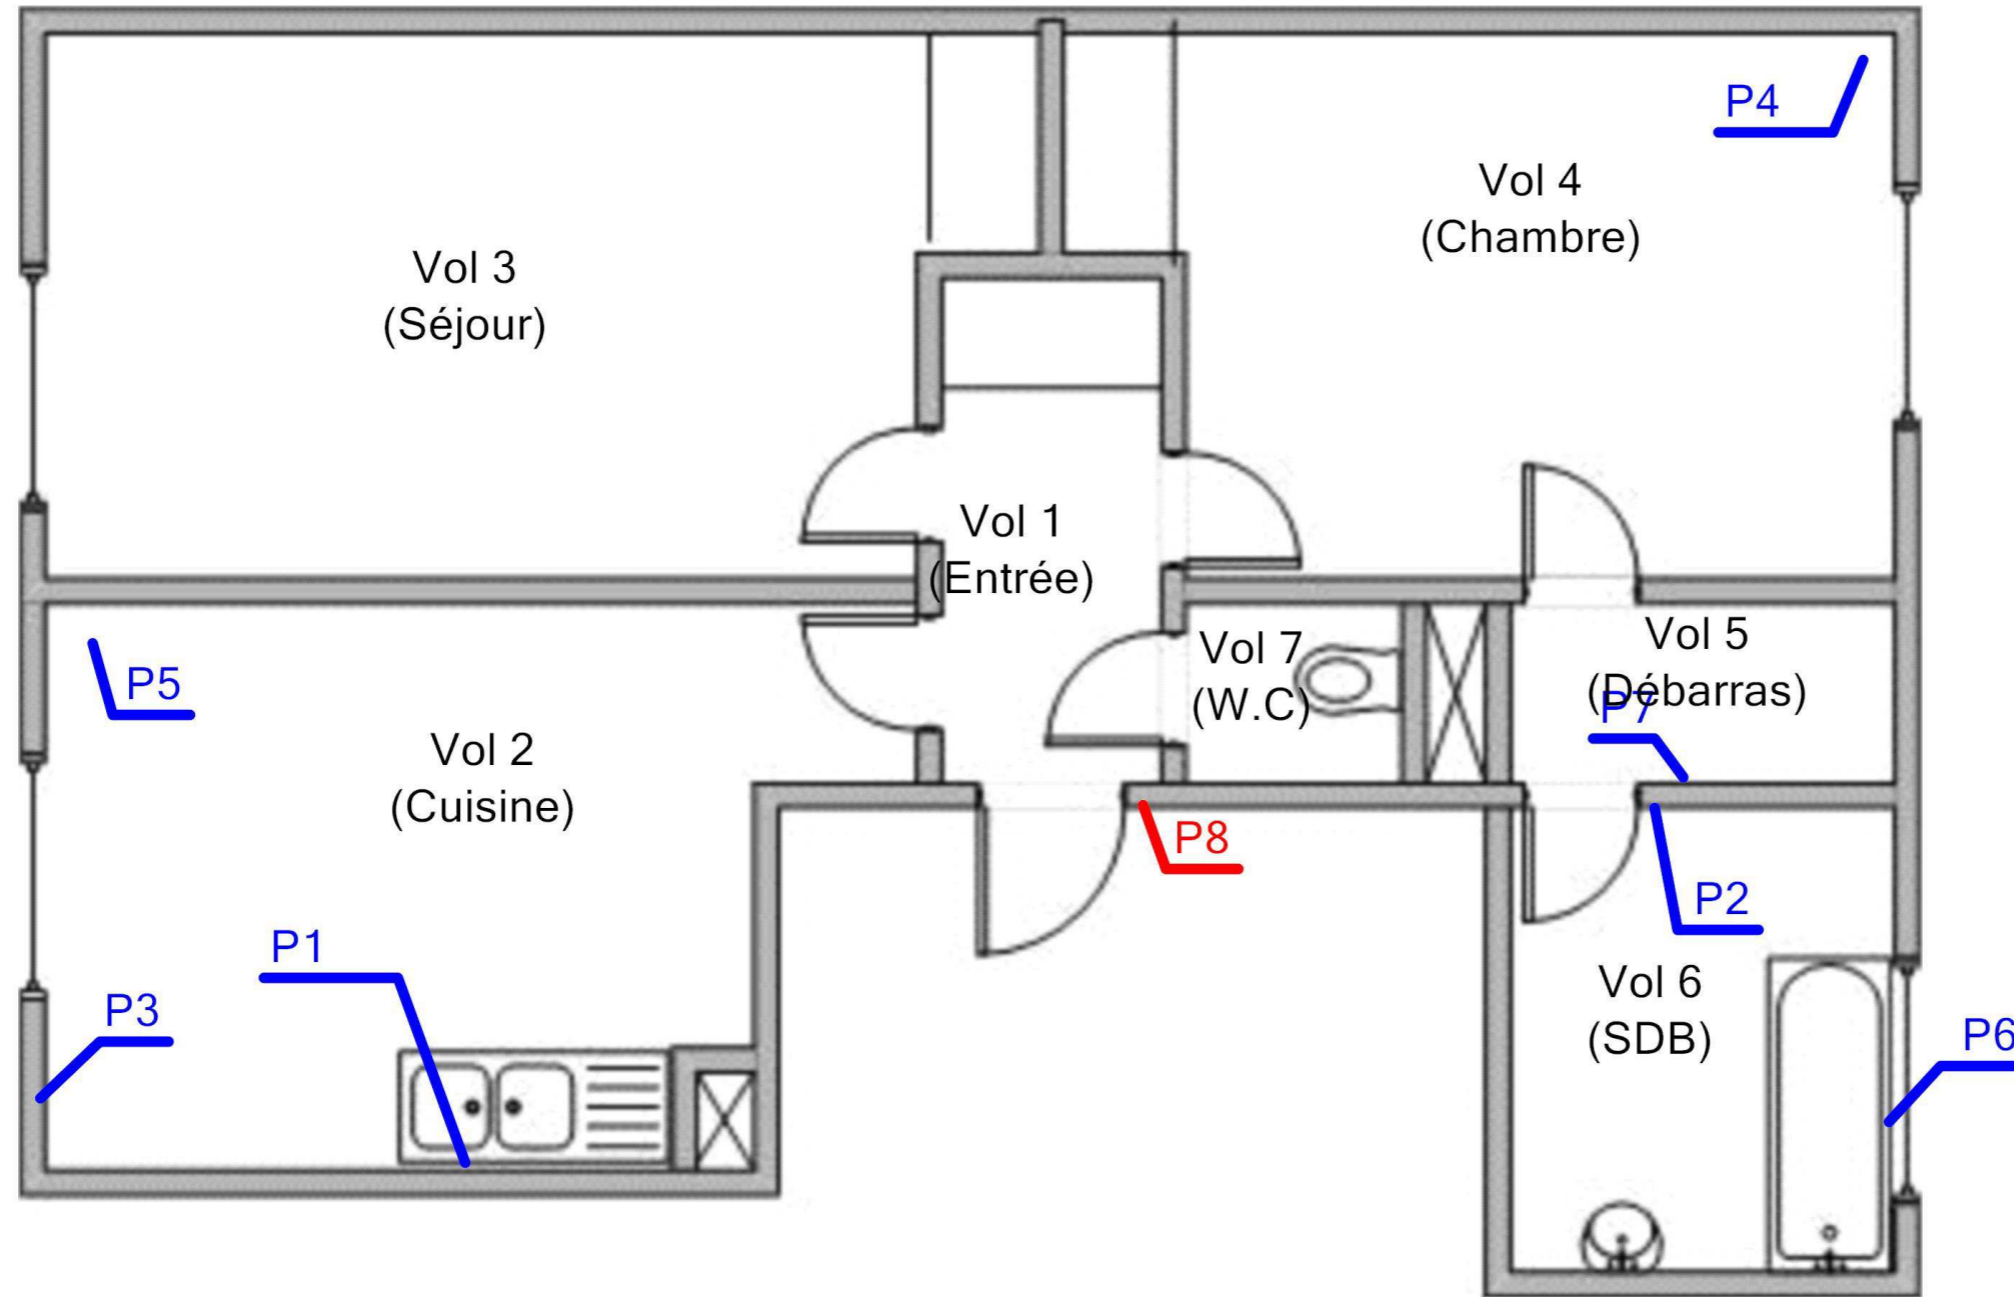 P4
Vol 4
(Chambre)
Vol 3
(Séjour)
Vol 1
(Entrée)
Vol 7
(W.C)
Vol 5
(Débarras)
P7
P5
Vol 2
(Cuisine)
P8
P2
P1
P3
Vol 6
(SDB)
P6